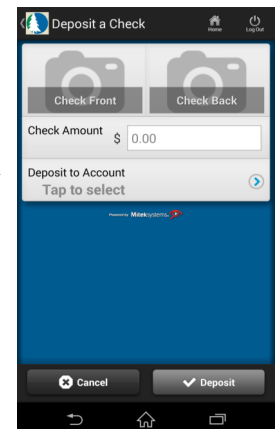 Deposit a Check
Home
Log Out
Check Front
Check Back
Check Amount
$ 0.00
Deposit to Account
Tap to select
Powered by Miteksystems
Cancel
Deposit